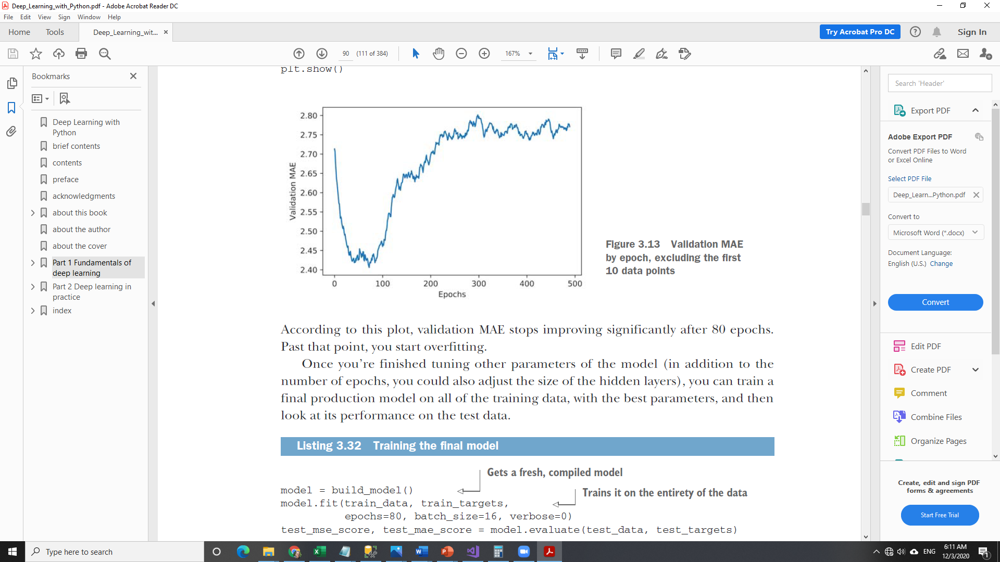 Deep_Learning_with_Python.pdf - Adobe Acrobat Reader DC
File Edit View Sign Window Help
Home Tools Deep_Learning_wit... × Try Acrobat Pro DC ? Sign In
90 (111 of 384) 167%
Bookmarks
Deep Learning with
Python
brief contents
contents
preface
acknowledgments
about this book
about the author
about the cover
Part 1 Fundamentals of
deep learning
Part 2 Deep learning in
practice
index
plt.show()
2.80
2.75
2.70
2.65
2.60
2.55
2.50
2.45
2.40
Validation MAE
0 100 200 300 400 500
Epochs
Figure 3.13 Validation MAE
by epoch, excluding the first
10 data points
According to this plot, validation MAE stops improving significantly after 80 epochs.
Past that point, you start overfitting.
Once you’re finished tuning other parameters of the model (in addition to the
number of epochs, you could also adjust the size of the hidden layers), you can train a
final production model on all of the training data, with the best parameters, and then
look at its performance on the test data.
Listing 3.32 Training the final model
Gets a fresh, compiled model
model = build_model()
Trains it on the entirety of the data
model.fit(train_data, train_targets,
epochs=80, batch_size=16, verbose=0)
test_mse_score, test_mae_score = model.evaluate(test_data, test_targets)
Search 'Header'
Export PDF
Adobe Export PDF
Convert PDF Files to Word
or Excel Online
Select PDF File
Deep_Learn...Python.pdf
Convert to
Microsoft Word (*.docx)
Document Language:
English (U.S.) Change
Convert
Edit PDF
Create PDF
Comment
Combine Files
Organize Pages
Create, edit and sign PDF
forms & agreements
Start Free Trial
Type here to search
ENG
6:11 AM
12/3/2020
1